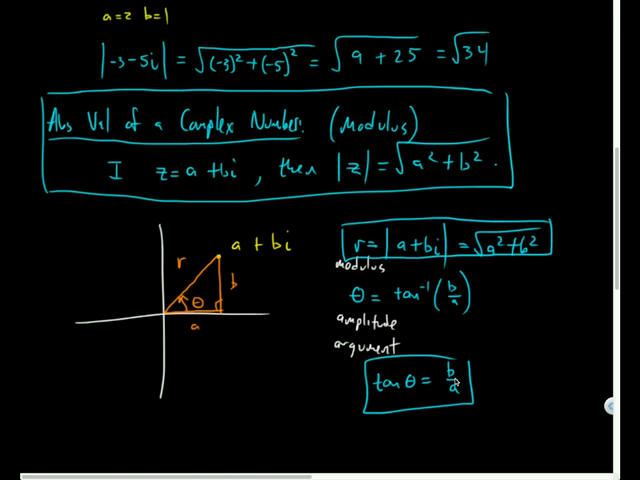 a=2 b=1
|-3-5i| = √(-3)² + (-5)² = √9 + 25 = √34
Abs Val of a Complex Number: (Modulus)
I z = a + bi, then |z| = √a² + b².
a + bi
r
b
θ
a
r = |a+bi| = √a² + b²
modulus
θ = tan⁻¹(b/a)
amplitude
argument
tan θ = b/a